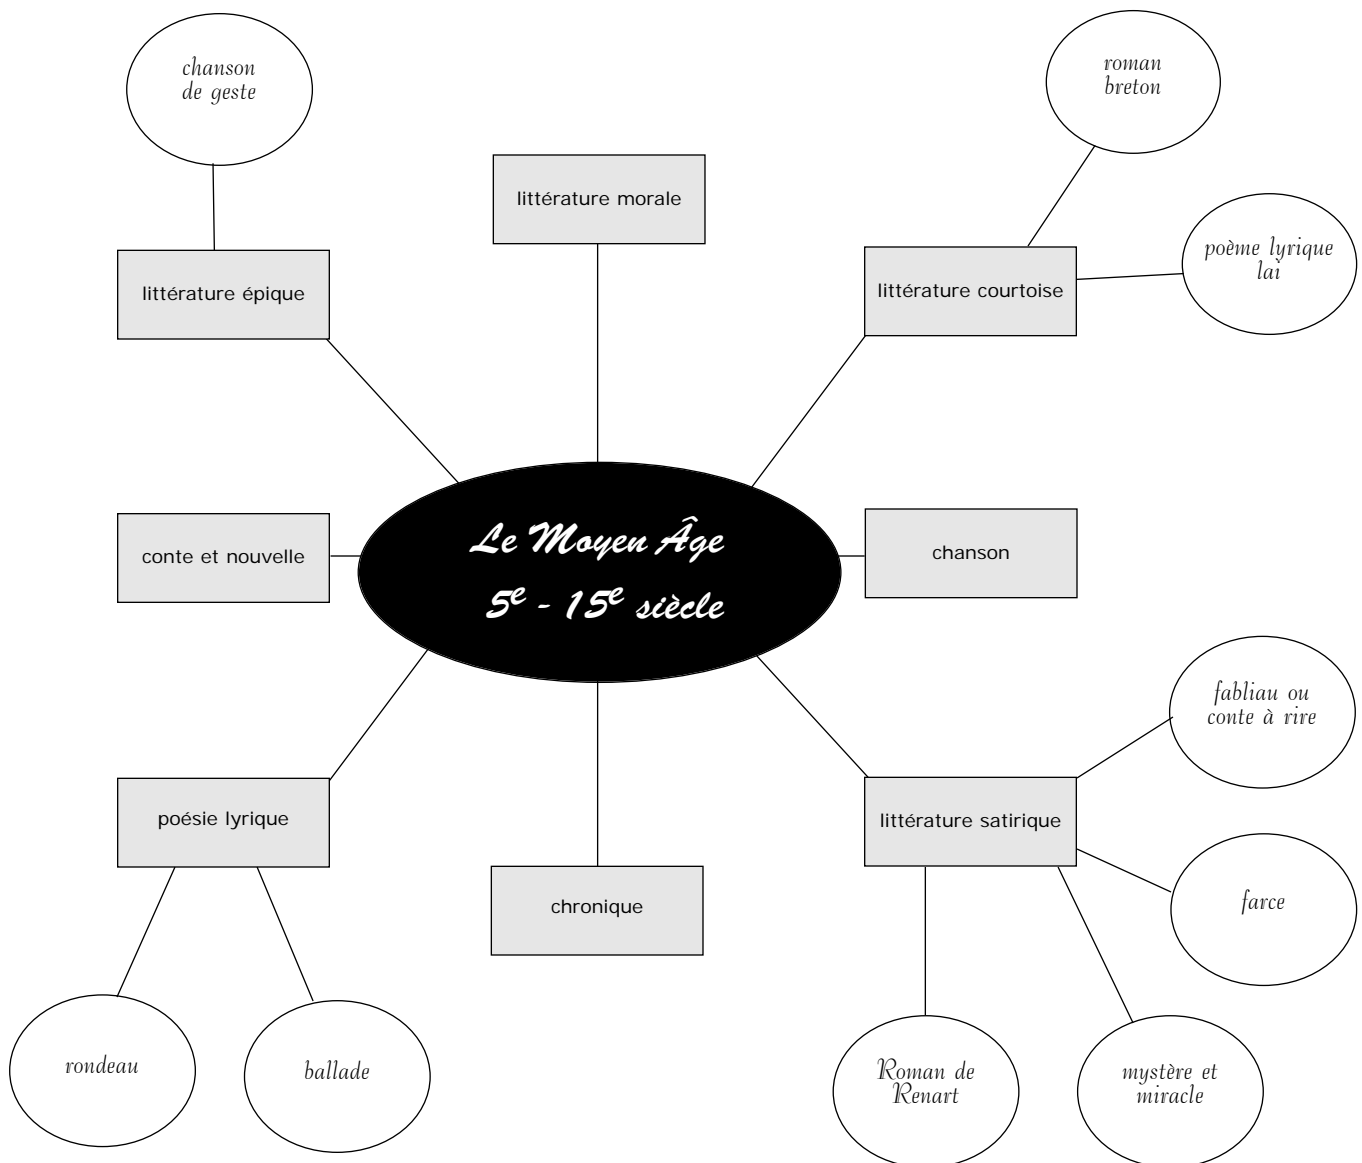 chanson
de geste
roman
breton
littérature morale
poème lyrique
lai
littérature épique
littérature courtoise
Le Moyen Âge
5e - 15e siècle
conte et nouvelle
chanson
fabliau ou
conte à rire
poésie lyrique
littérature satirique
chronique
farce
rondeau
ballade
Roman de
Renart
mystère et
miracle